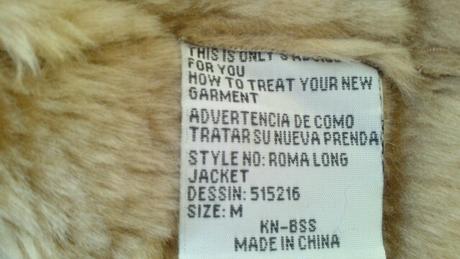 THIS IS ONLY
FOR YOU
HOW TO TREAT YOUR NEW
GARMENT
ADVERTENCIA DE COMO
TRATAR SU NUEVA PRENDA
STYLE NO: ROMA LONG
JACKET
DESSIN: 515216
SIZE: M
KN-BSS
MADE IN CHINA